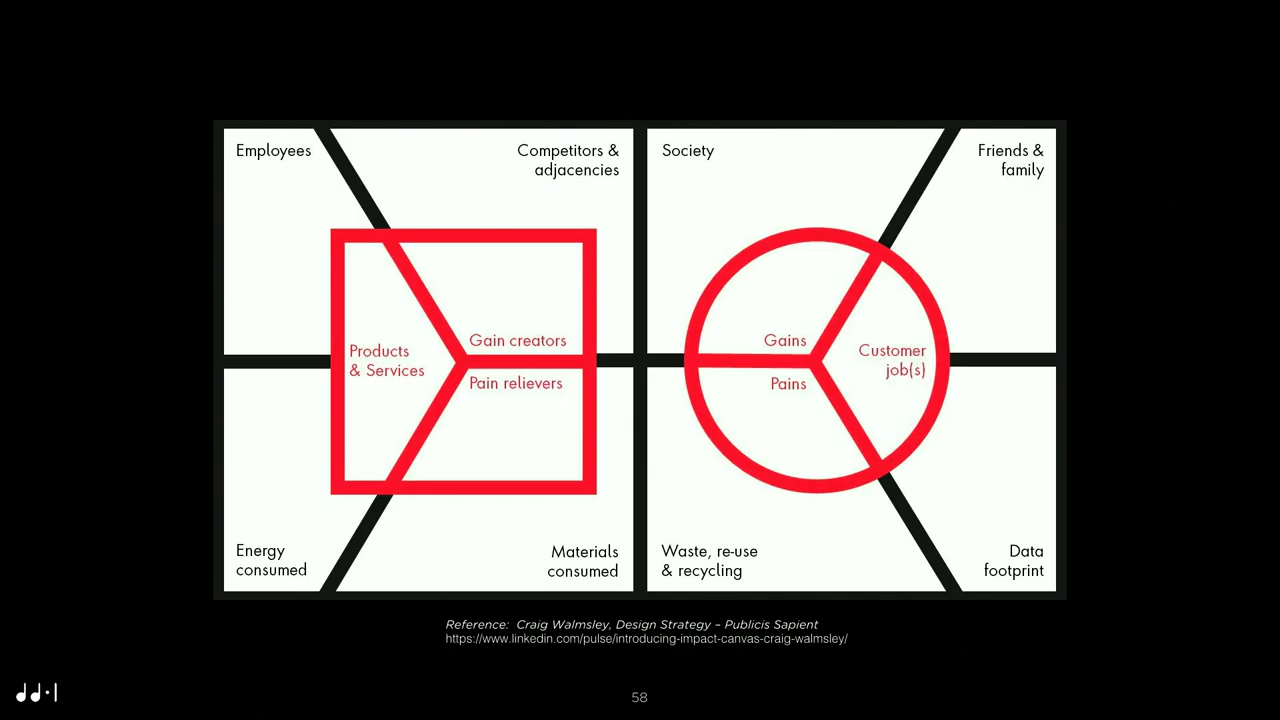 Employees
Competitors &
adjacencies
Society
Friends &
family
Products
& Services
Gain creators
Pain relievers
Gains
Pains
Customer
job(s)
Energy
consumed
Materials
consumed
Waste, re-use
& recycling
Data
footprint
Reference:  Craig Walmsley, Design Strategy – Publicis Sapient
https://www.linkedin.com/pulse/introducing-impact-canvas-craig-walmsley/
58